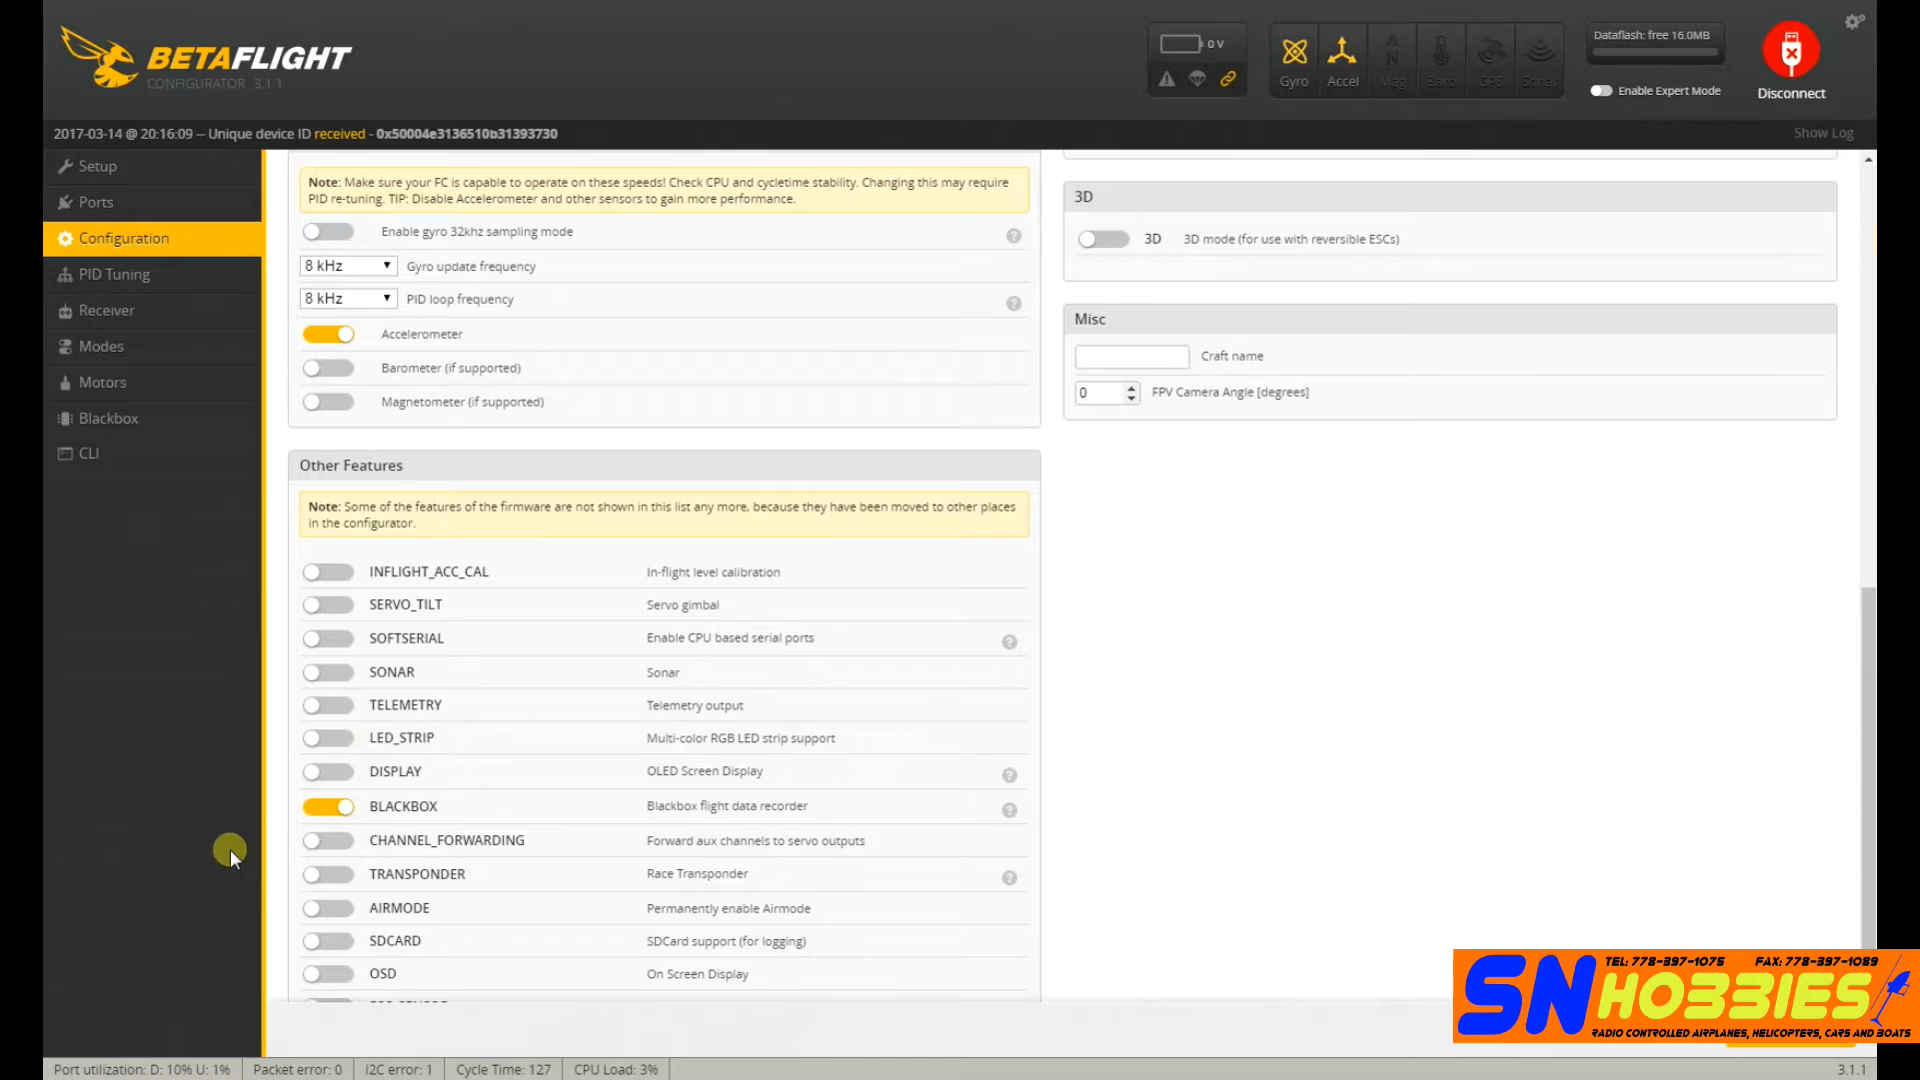 BETAFLIGHT
CONFIGURATOR 3.1.1
0 V
Gyro
Accel
Mag
Baro
GPS
Sonar
Dataflash: free 16.0MB
Enable Expert Mode
Disconnect
2017-03-14 @ 20:16:09 -- Unique device ID received - 0x50004e3136510b31393730
Show Log
Setup
Ports
Configuration
PID Tuning
Receiver
Modes
Motors
Blackbox
CLI
Note: Make sure your FC is capable to operate on these speeds! Check CPU and cycletime stability. Changing this may require
PID re-tuning. TIP: Disable Accelerometer and other sensors to gain more performance.
Enable gyro 32khz sampling mode
8 kHz Gyro update frequency
8 kHz PID loop frequency
Accelerometer
Barometer (if supported)
Magnetometer (if supported)
Other Features
Note: Some of the features of the firmware are not shown in this list any more, because they have been moved to other places
in the configurator.
INFLIGHT_ACC_CAL In-flight level calibration
SERVO_TILT Servo gimbal
SOFTSERIAL Enable CPU based serial ports
SONAR Sonar
TELEMETRY Telemetry output
LED_STRIP Multi-color RGB LED strip support
DISPLAY OLED Screen Display
BLACKBOX Blackbox flight data recorder
CHANNEL_FORWARDING Forward aux channels to servo outputs
TRANSPONDER Race Transponder
AIRMODE Permanently enable Airmode
SDCARD SDCard support (for logging)
OSD On Screen Display
3D
3D 3D mode (for use with reversible ESCs)
Misc
Craft name
0 FPV Camera Angle [degrees]
TEL: 778-397-1075 FAX: 778-397-1089
SN HOBBIES
RADIO CONTROLLED AIRPLANES, HELICOPTERS, CARS AND BOATS
Port utilization: D: 10% U: 1%
Packet error: 0
I2C error: 1
Cycle Time: 127
CPU Load: 3%
3.1.1